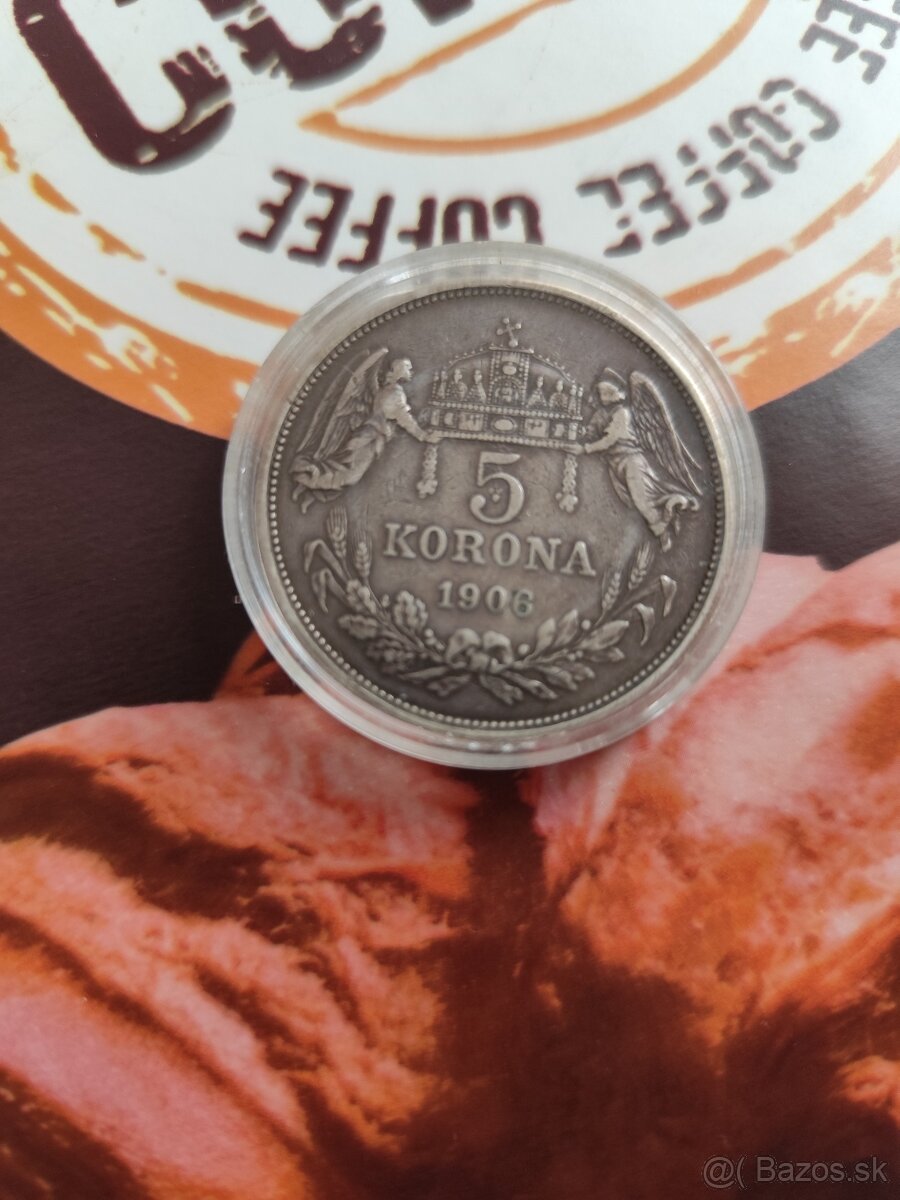 COFFEE COFFEE
5
KORONA
1906
@( Bazos.sk